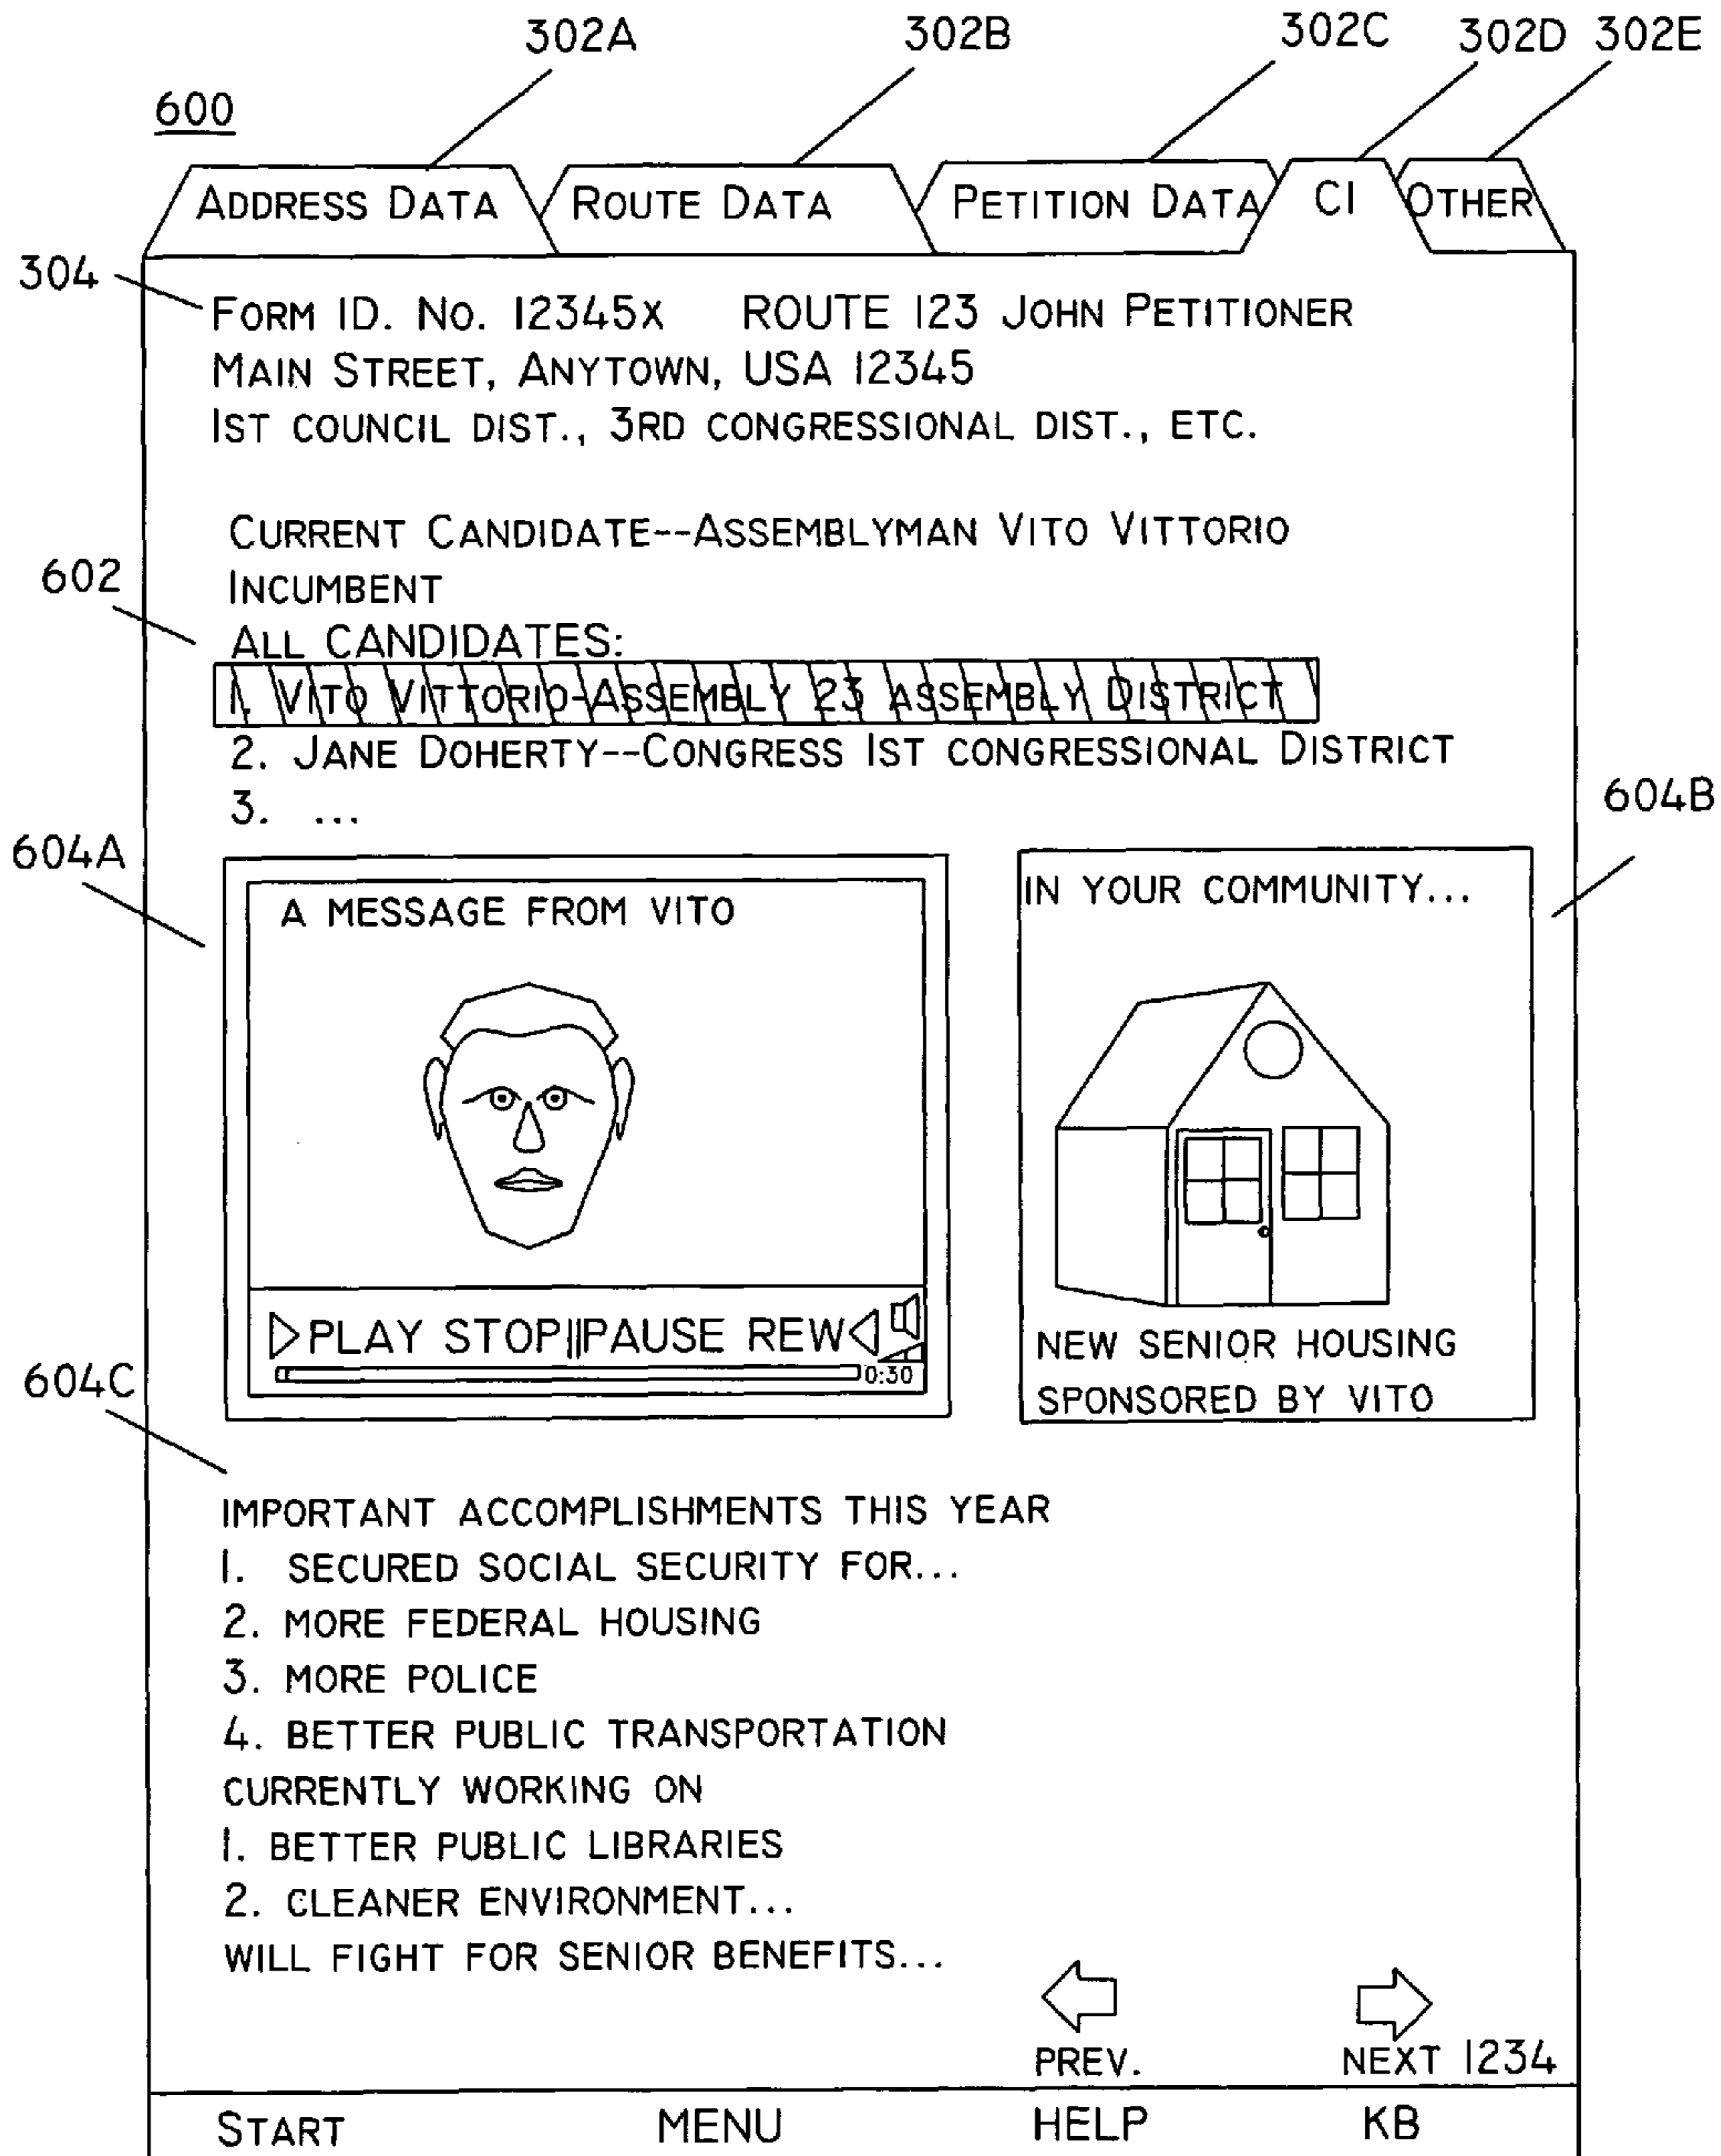 302A 302B 302C 302D 302E
600
ADDRESS DATA ROUTE DATA PETITION DATA CI OTHER
304
FORM ID. NO. 12345X ROUTE 123 JOHN PETITIONER
MAIN STREET, ANYTOWN, USA 12345
1ST COUNCIL DIST., 3RD CONGRESSIONAL DIST., ETC.
CURRENT CANDIDATE--ASSEMBLYMAN VITO VITTORIO
INCUMBENT
602
ALL CANDIDATES:
1. VITO VITTORIO-ASSEMBLY 23 ASSEMBLY DISTRICT
2. JANE DOHERTY--CONGRESS 1ST CONGRESSIONAL DISTRICT
3. ...
604A
604B
A MESSAGE FROM VITO
PLAY STOP||PAUSE REW
0:30
IN YOUR COMMUNITY...
NEW SENIOR HOUSING
SPONSORED BY VITO
604C
IMPORTANT ACCOMPLISHMENTS THIS YEAR
1. SECURED SOCIAL SECURITY FOR...
2. MORE FEDERAL HOUSING
3. MORE POLICE
4. BETTER PUBLIC TRANSPORTATION
CURRENTLY WORKING ON
1. BETTER PUBLIC LIBRARIES
2. CLEANER ENVIRONMENT...
WILL FIGHT FOR SENIOR BENEFITS...
PREV. NEXT 1234
START MENU HELP KB